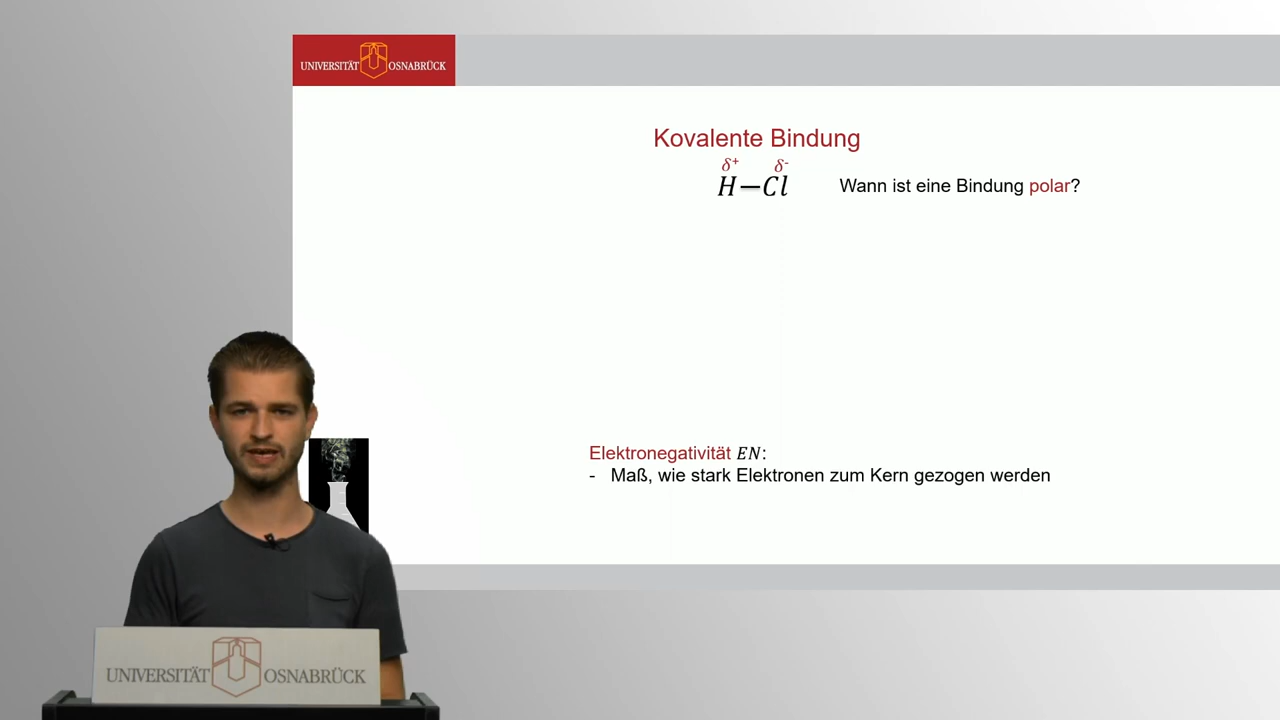 UNIVERSITÄT OSNABRÜCK
Kovalente Bindung
δ⁺ δ⁻
H—Cl Wann ist eine Bindung polar?
Elektronegativität EN:
- Maß, wie stark Elektronen zum Kern gezogen werden
UNIVERSITÄT OSNABRÜCK